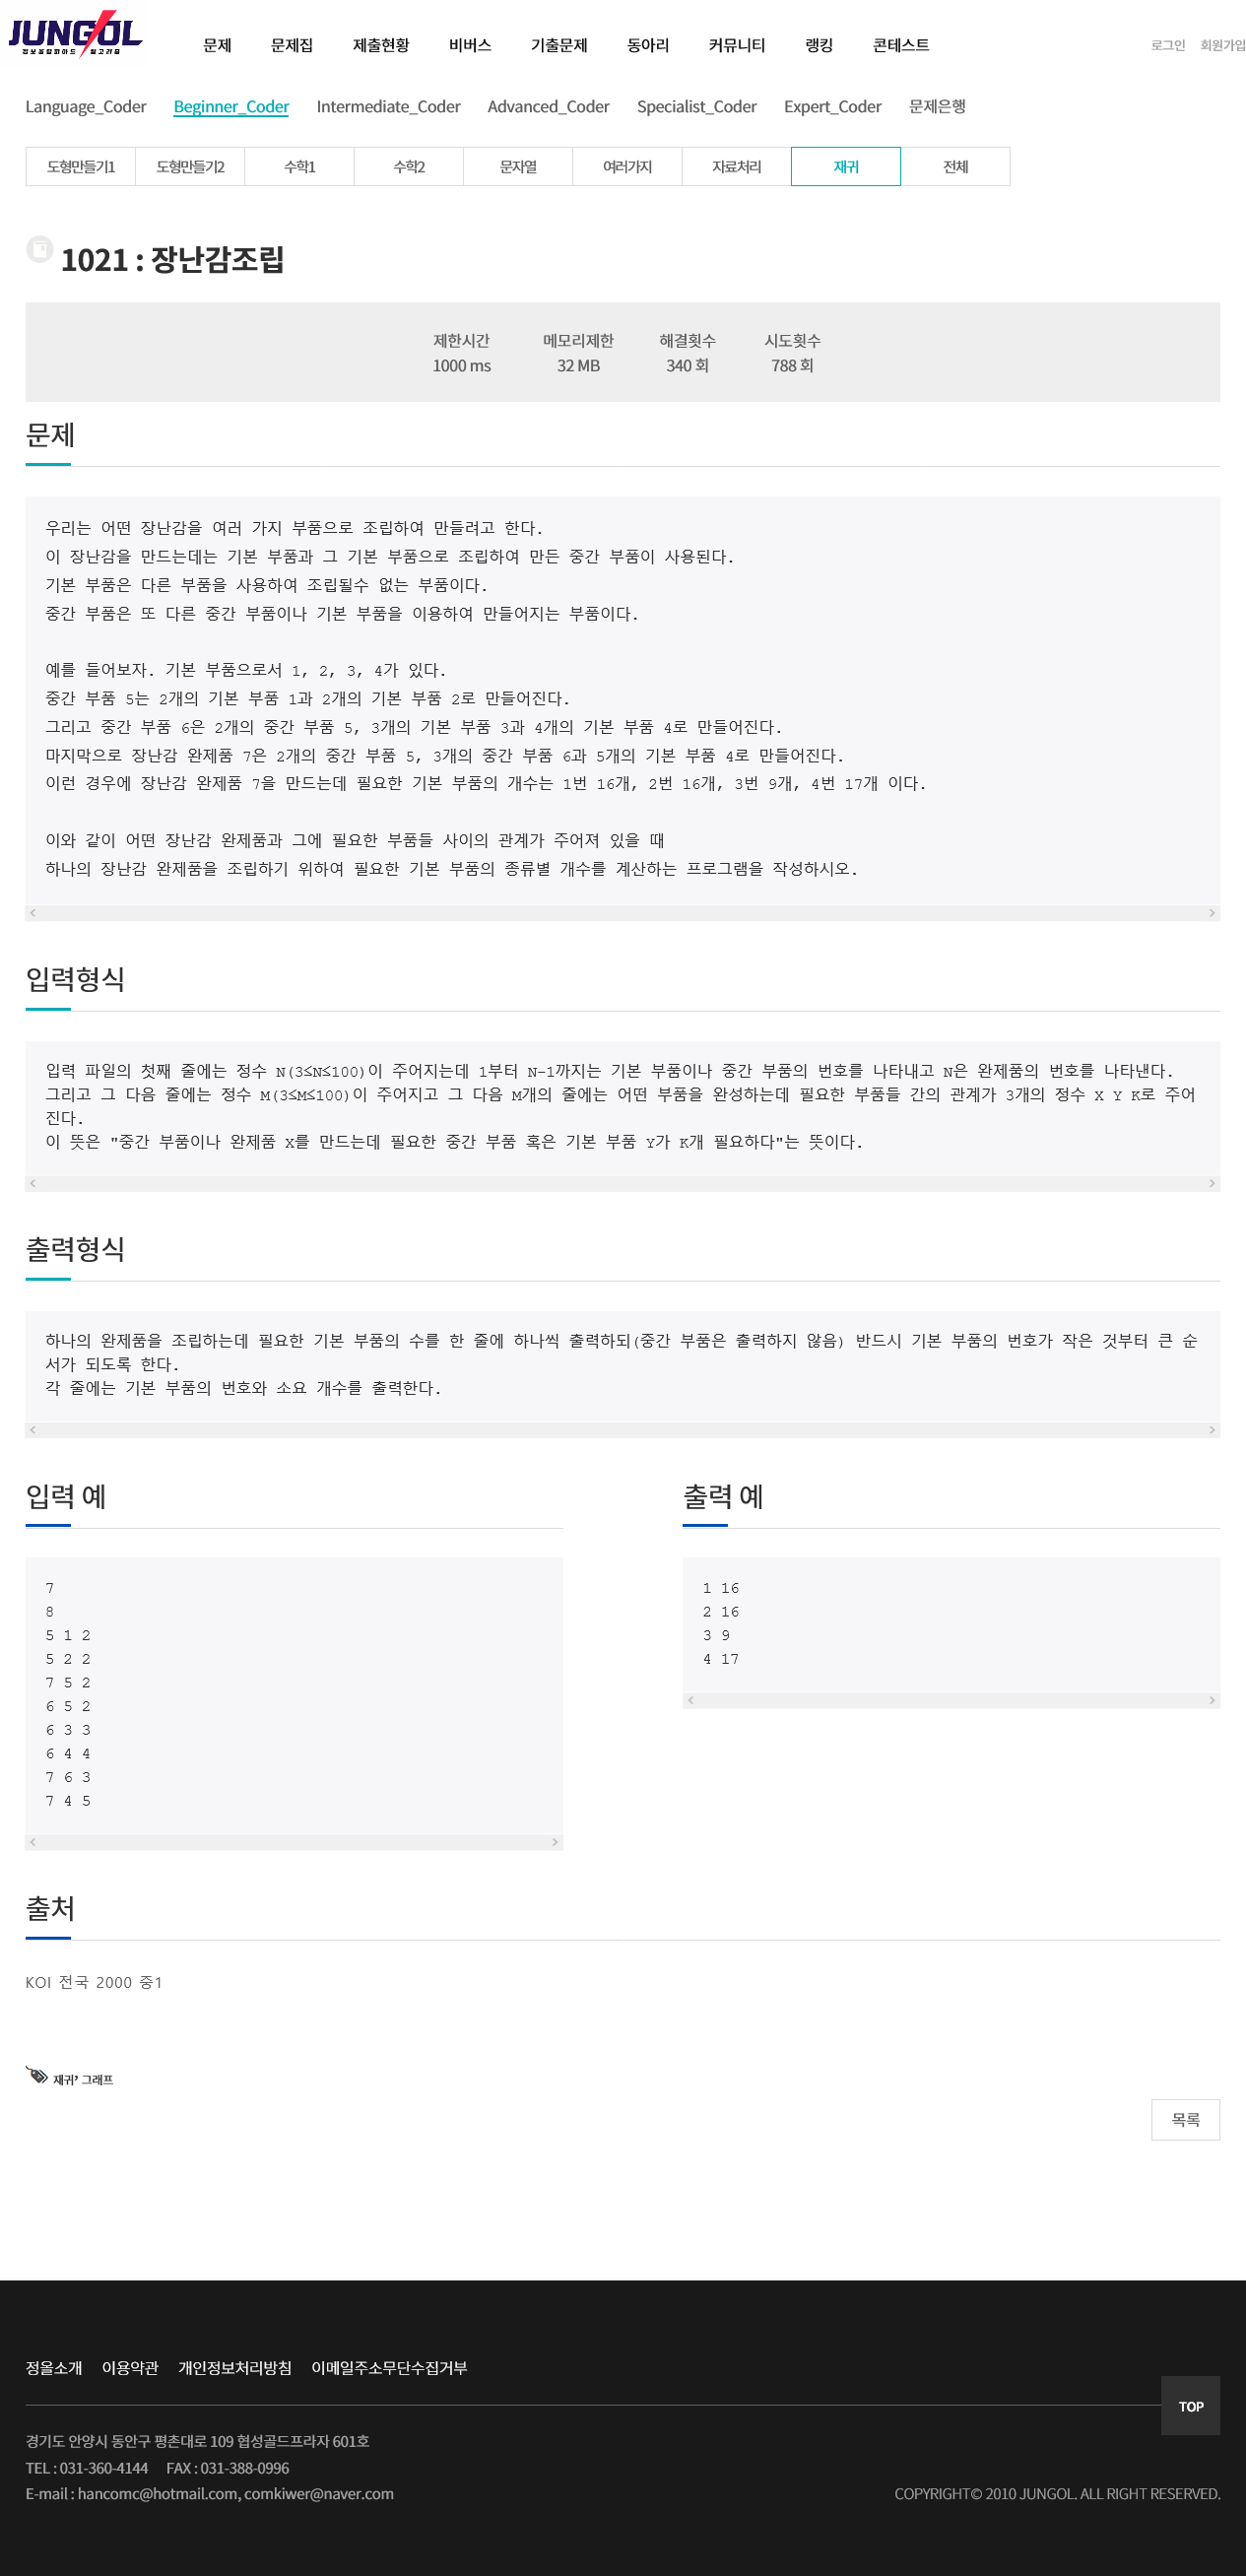 JUNGOL
정보올림피아드 알고리즘
문제 문제집 제출현황 비버스 기출문제 동아리 커뮤니티 랭킹 콘테스트 로그인 회원가입
Language_Coder Beginner_Coder Intermediate_Coder Advanced_Coder Specialist_Coder Expert_Coder 문제은행
도형만들기1 도형만들기2 수학1 수학2 문자열 여러가지 자료처리 재귀 전체
1021 : 장난감조립
제한시간 메모리제한 해결횟수 시도횟수
1000 ms 32 MB 340 회 788 회
문제
우리는 어떤 장난감을 여러 가지 부품으로 조립하여 만들려고 한다.
이 장난감을 만드는데는 기본 부품과 그 기본 부품으로 조립하여 만든 중간 부품이 사용된다.
기본 부품은 다른 부품을 사용하여 조립될수 없는 부품이다.
중간 부품은 또 다른 중간 부품이나 기본 부품을 이용하여 만들어지는 부품이다.
예를 들어보자. 기본 부품으로서 1, 2, 3, 4가 있다.
중간 부품 5는 2개의 기본 부품 1과 2개의 기본 부품 2로 만들어진다.
그리고 중간 부품 6은 2개의 중간 부품 5, 3개의 기본 부품 3과 4개의 기본 부품 4로 만들어진다.
마지막으로 장난감 완제품 7은 2개의 중간 부품 5, 3개의 중간 부품 6과 5개의 기본 부품 4로 만들어진다.
이런 경우에 장난감 완제품 7을 만드는데 필요한 기본 부품의 개수는 1번 16개, 2번 16개, 3번 9개, 4번 17개 이다.
이와 같이 어떤 장난감 완제품과 그에 필요한 부품들 사이의 관계가 주어져 있을 때
하나의 장난감 완제품을 조립하기 위하여 필요한 기본 부품의 종류별 개수를 계산하는 프로그램을 작성하시오.
입력형식
입력 파일의 첫째 줄에는 정수 N(3≤N≤100)이 주어지는데 1부터 N-1까지는 기본 부품이나 중간 부품의 번호를 나타내고 N은 완제품의 번호를 나타낸다.
그리고 그 다음 줄에는 정수 M(3≤M≤100)이 주어지고 그 다음 M개의 줄에는 어떤 부품을 완성하는데 필요한 부품들 간의 관계가 3개의 정수 X Y K로 주어
진다.
이 뜻은 "중간 부품이나 완제품 X를 만드는데 필요한 중간 부품 혹은 기본 부품 Y가 K개 필요하다"는 뜻이다.
출력형식
하나의 완제품을 조립하는데 필요한 기본 부품의 수를 한 줄에 하나씩 출력하되(중간 부품은 출력하지 않음) 반드시 기본 부품의 번호가 작은 것부터 큰 순
서가 되도록 한다.
각 줄에는 기본 부품의 번호와 소요 개수를 출력한다.
입력 예
7
8
5 1 2
5 2 2
7 5 2
6 5 2
6 3 3
6 4 4
7 6 3
7 4 5
출력 예
1 16
2 16
3 9
4 17
출처
KOI 전국 2000 중1
재귀, 그래프
목록
정올소개 이용약관 개인정보처리방침 이메일주소무단수집거부
TOP
경기도 안양시 동안구 평촌대로 109 협성골드프라자 601호
TEL : 031-360-4144 FAX : 031-388-0996
E-mail : hancomc@hotmail.com, comkiwer@naver.com
COPYRIGHT© 2010 JUNGOL. ALL RIGHT RESERVED.